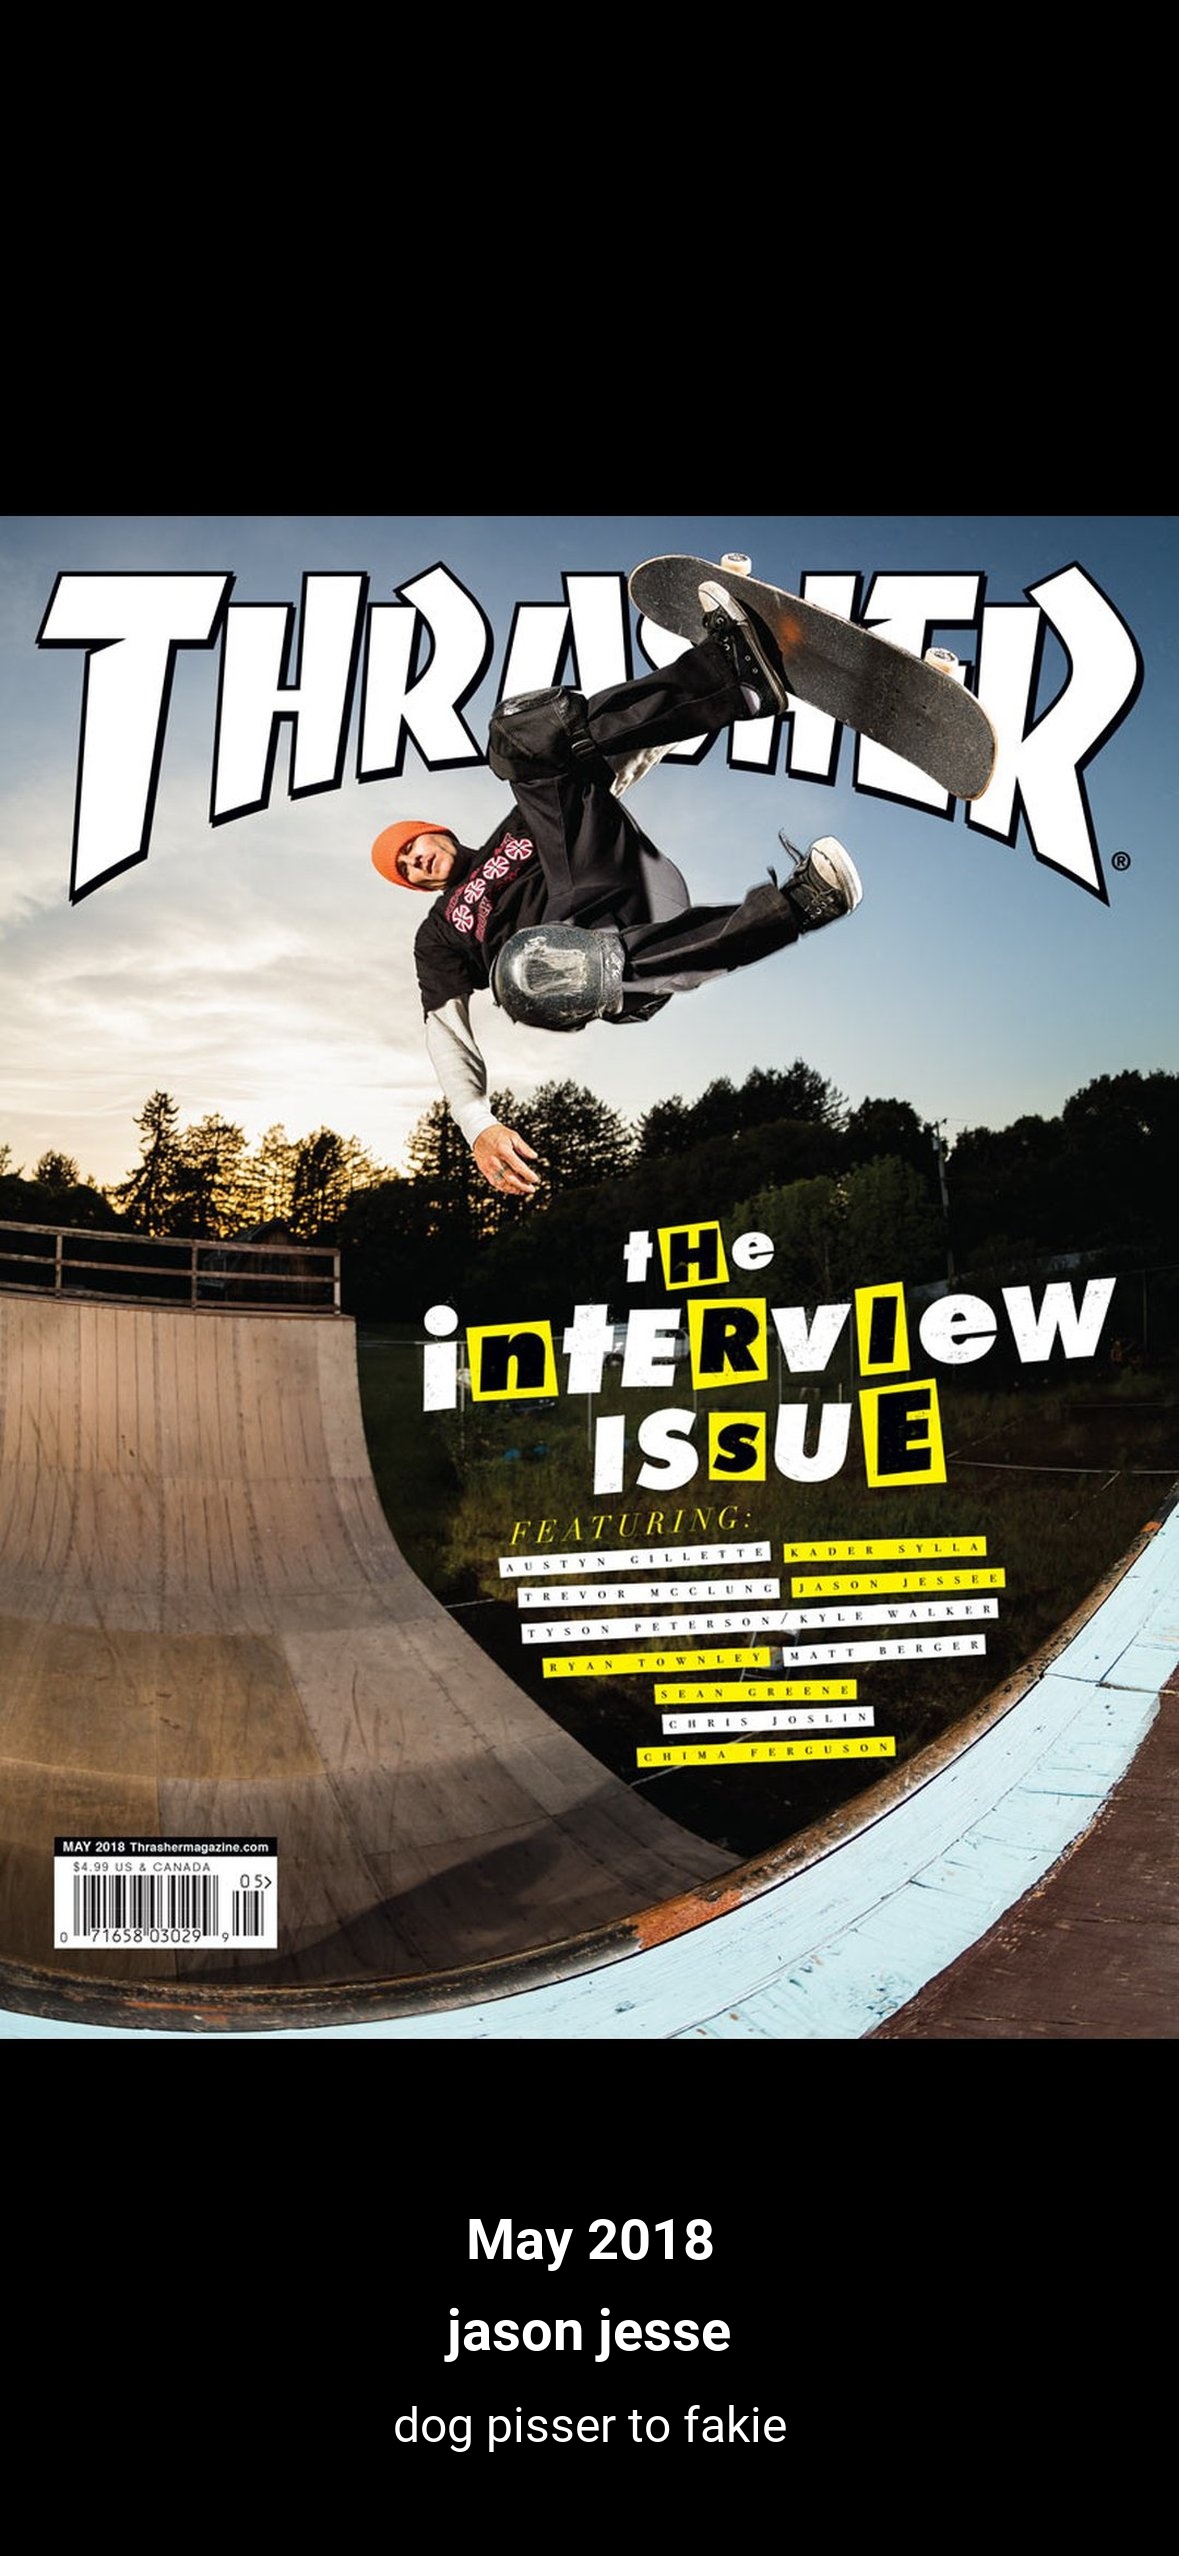 THRASHER®
tHe
inTERvIew
ISsUE
FEATURING:
AUSTYN GILLETTE KADER SYLLA
TREVOR MCCLUNG JASON JESSEE
TYSON PETERSON/KYLE WALKER
RYAN TOWNLEY MATT BERGER
SEAN GREENE
CHRIS JOSLIN
CHIMA FERGUSON
MAY 2018 Thrashermagazine.com
$4.99 US & CANADA
05>
0 71658 03029 9
May 2018
jason jesse
dog pisser to fakie